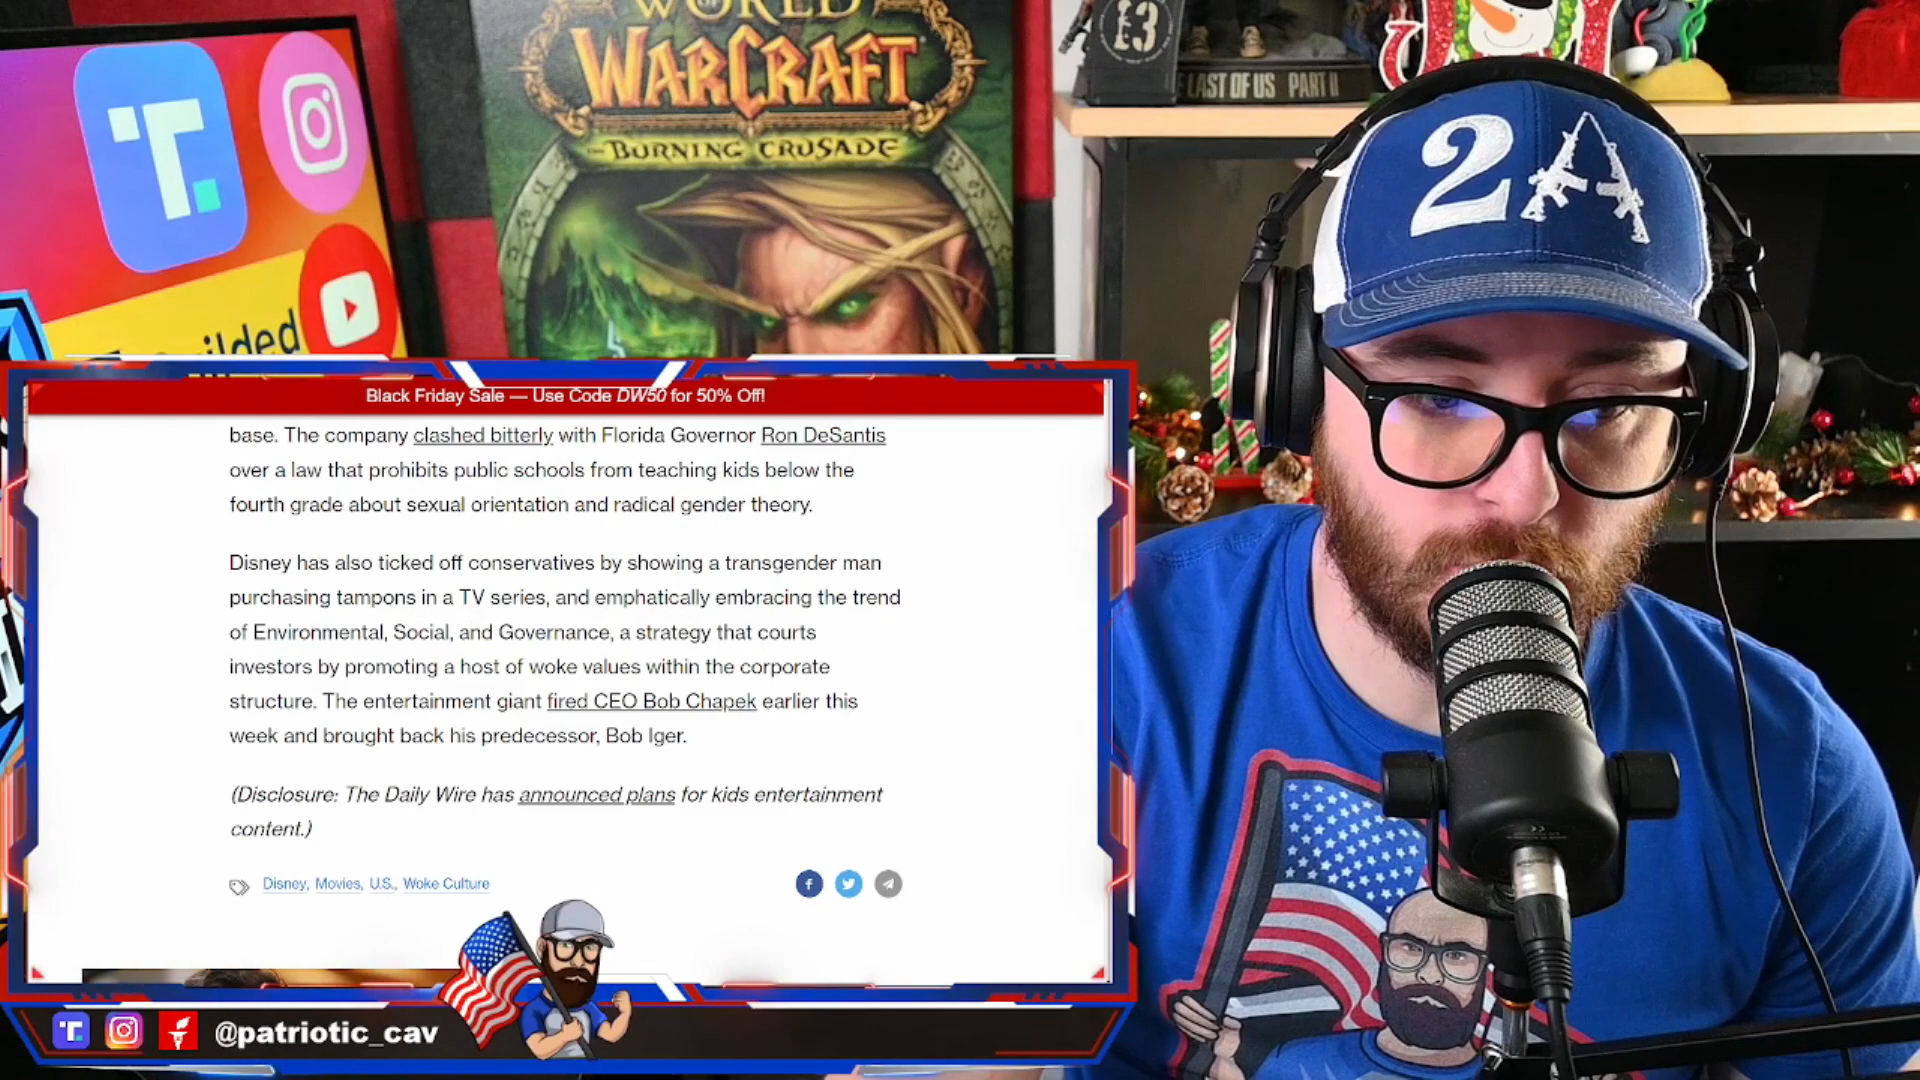 WORLD
OF
WARCRAFT
THE BURNING CRUSADE
E3
E LAST OF US PART II
2A
T.
Black Friday Sale — Use Code DW50 for 50% Off!
base. The company clashed bitterly with Florida Governor Ron DeSantis
over a law that prohibits public schools from teaching kids below the
fourth grade about sexual orientation and radical gender theory.
Disney has also ticked off conservatives by showing a transgender man
purchasing tampons in a TV series, and emphatically embracing the trend
of Environmental, Social, and Governance, a strategy that courts
investors by promoting a host of woke values within the corporate
structure. The entertainment giant fired CEO Bob Chapek earlier this
week and brought back his predecessor, Bob Iger.
(Disclosure: The Daily Wire has announced plans for kids entertainment
content.)
Disney, Movies, U.S., Woke Culture
T. @patriotic_cav